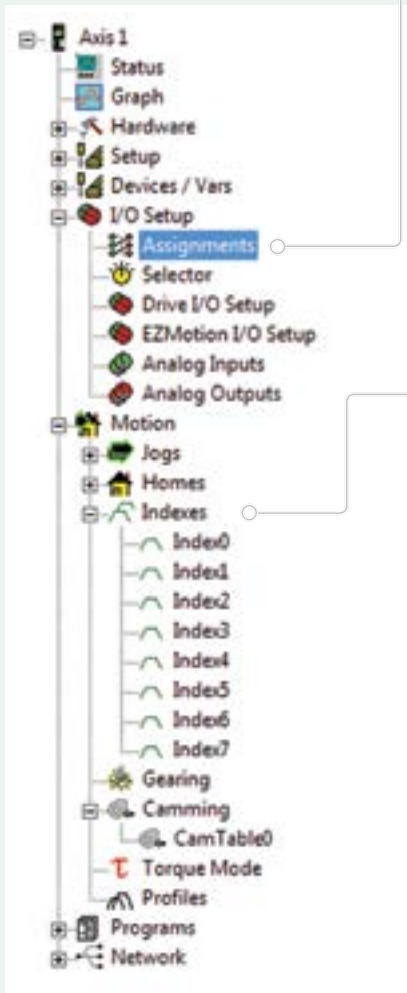 Axis 1
Status
Graph
Hardware
Setup
Devices / Vars
I/O Setup
Assignments
Selector
Drive I/O Setup
EZMotion I/O Setup
Analog Inputs
Analog Outputs
Motion
Jogs
Homes
Indexes
Index0
Index1
Index2
Index3
Index4
Index5
Index6
Index7
Gearing
Camming
CamTable0
Torque Mode
Profiles
Programs
Network